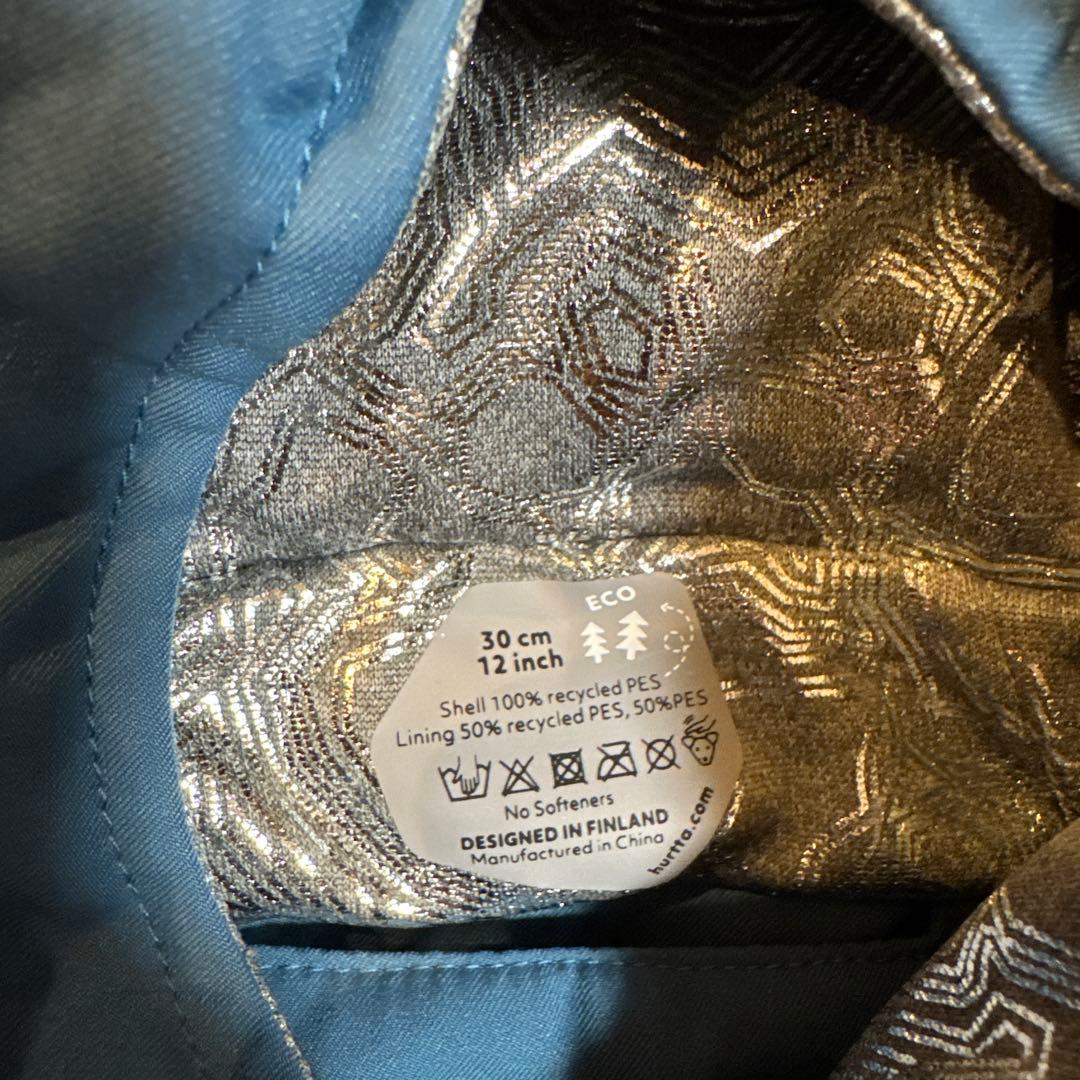 ECO
30 cm
12 inch
Shell 100% recycled PES
Lining 50% recycled PES, 50%PES
No Softeners
DESIGNED IN FINLAND
Manufactured in China
hurtta.com